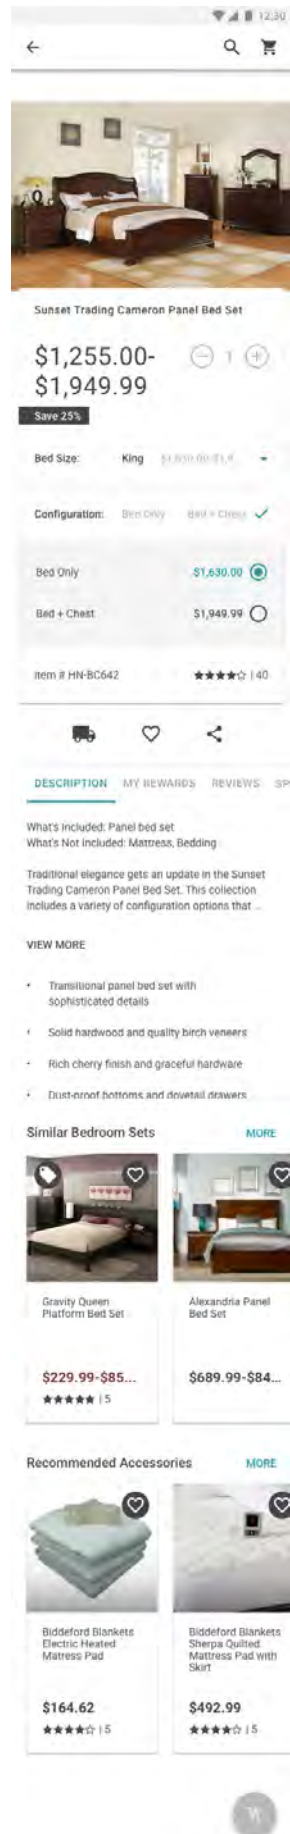 12:30
Sunset Trading Cameron Panel Bed Set
$1,255.00-
$1,949.99
1
Save 25%
Bed Size: King
Configuration: Bed Only Bed + Chest
Bed Only $1,630.00
Bed + Chest $1,949.99
Item # HN-BC642 | 40
DESCRIPTION MY REWARDS REVIEWS SP
What's Included: Panel bed set
What's Not Included: Mattress, Bedding
Traditional elegance gets an update in the Sunset
Trading Cameron Panel Bed Set. This collection
includes a variety of configuration options that ...
VIEW MORE
• Transitional panel bed set with
sophisticated details
• Solid hardwood and quality birch veneers
• Rich cherry finish and graceful hardware
• Dust-proof bottoms and dovetail drawers
Similar Bedroom Sets MORE
Gravity Queen
Platform Bed Set
$229.99-$85...
| 5
Alexandria Panel
Bed Set
$689.99-$84...
Recommended Accessories MORE
Biddeford Blankets
Electric Heated
Matress Pad
$164.62
| 5
Biddeford Blankets
Sherpa Quilted
Mattress Pad with
Skirt
$492.99
| 5